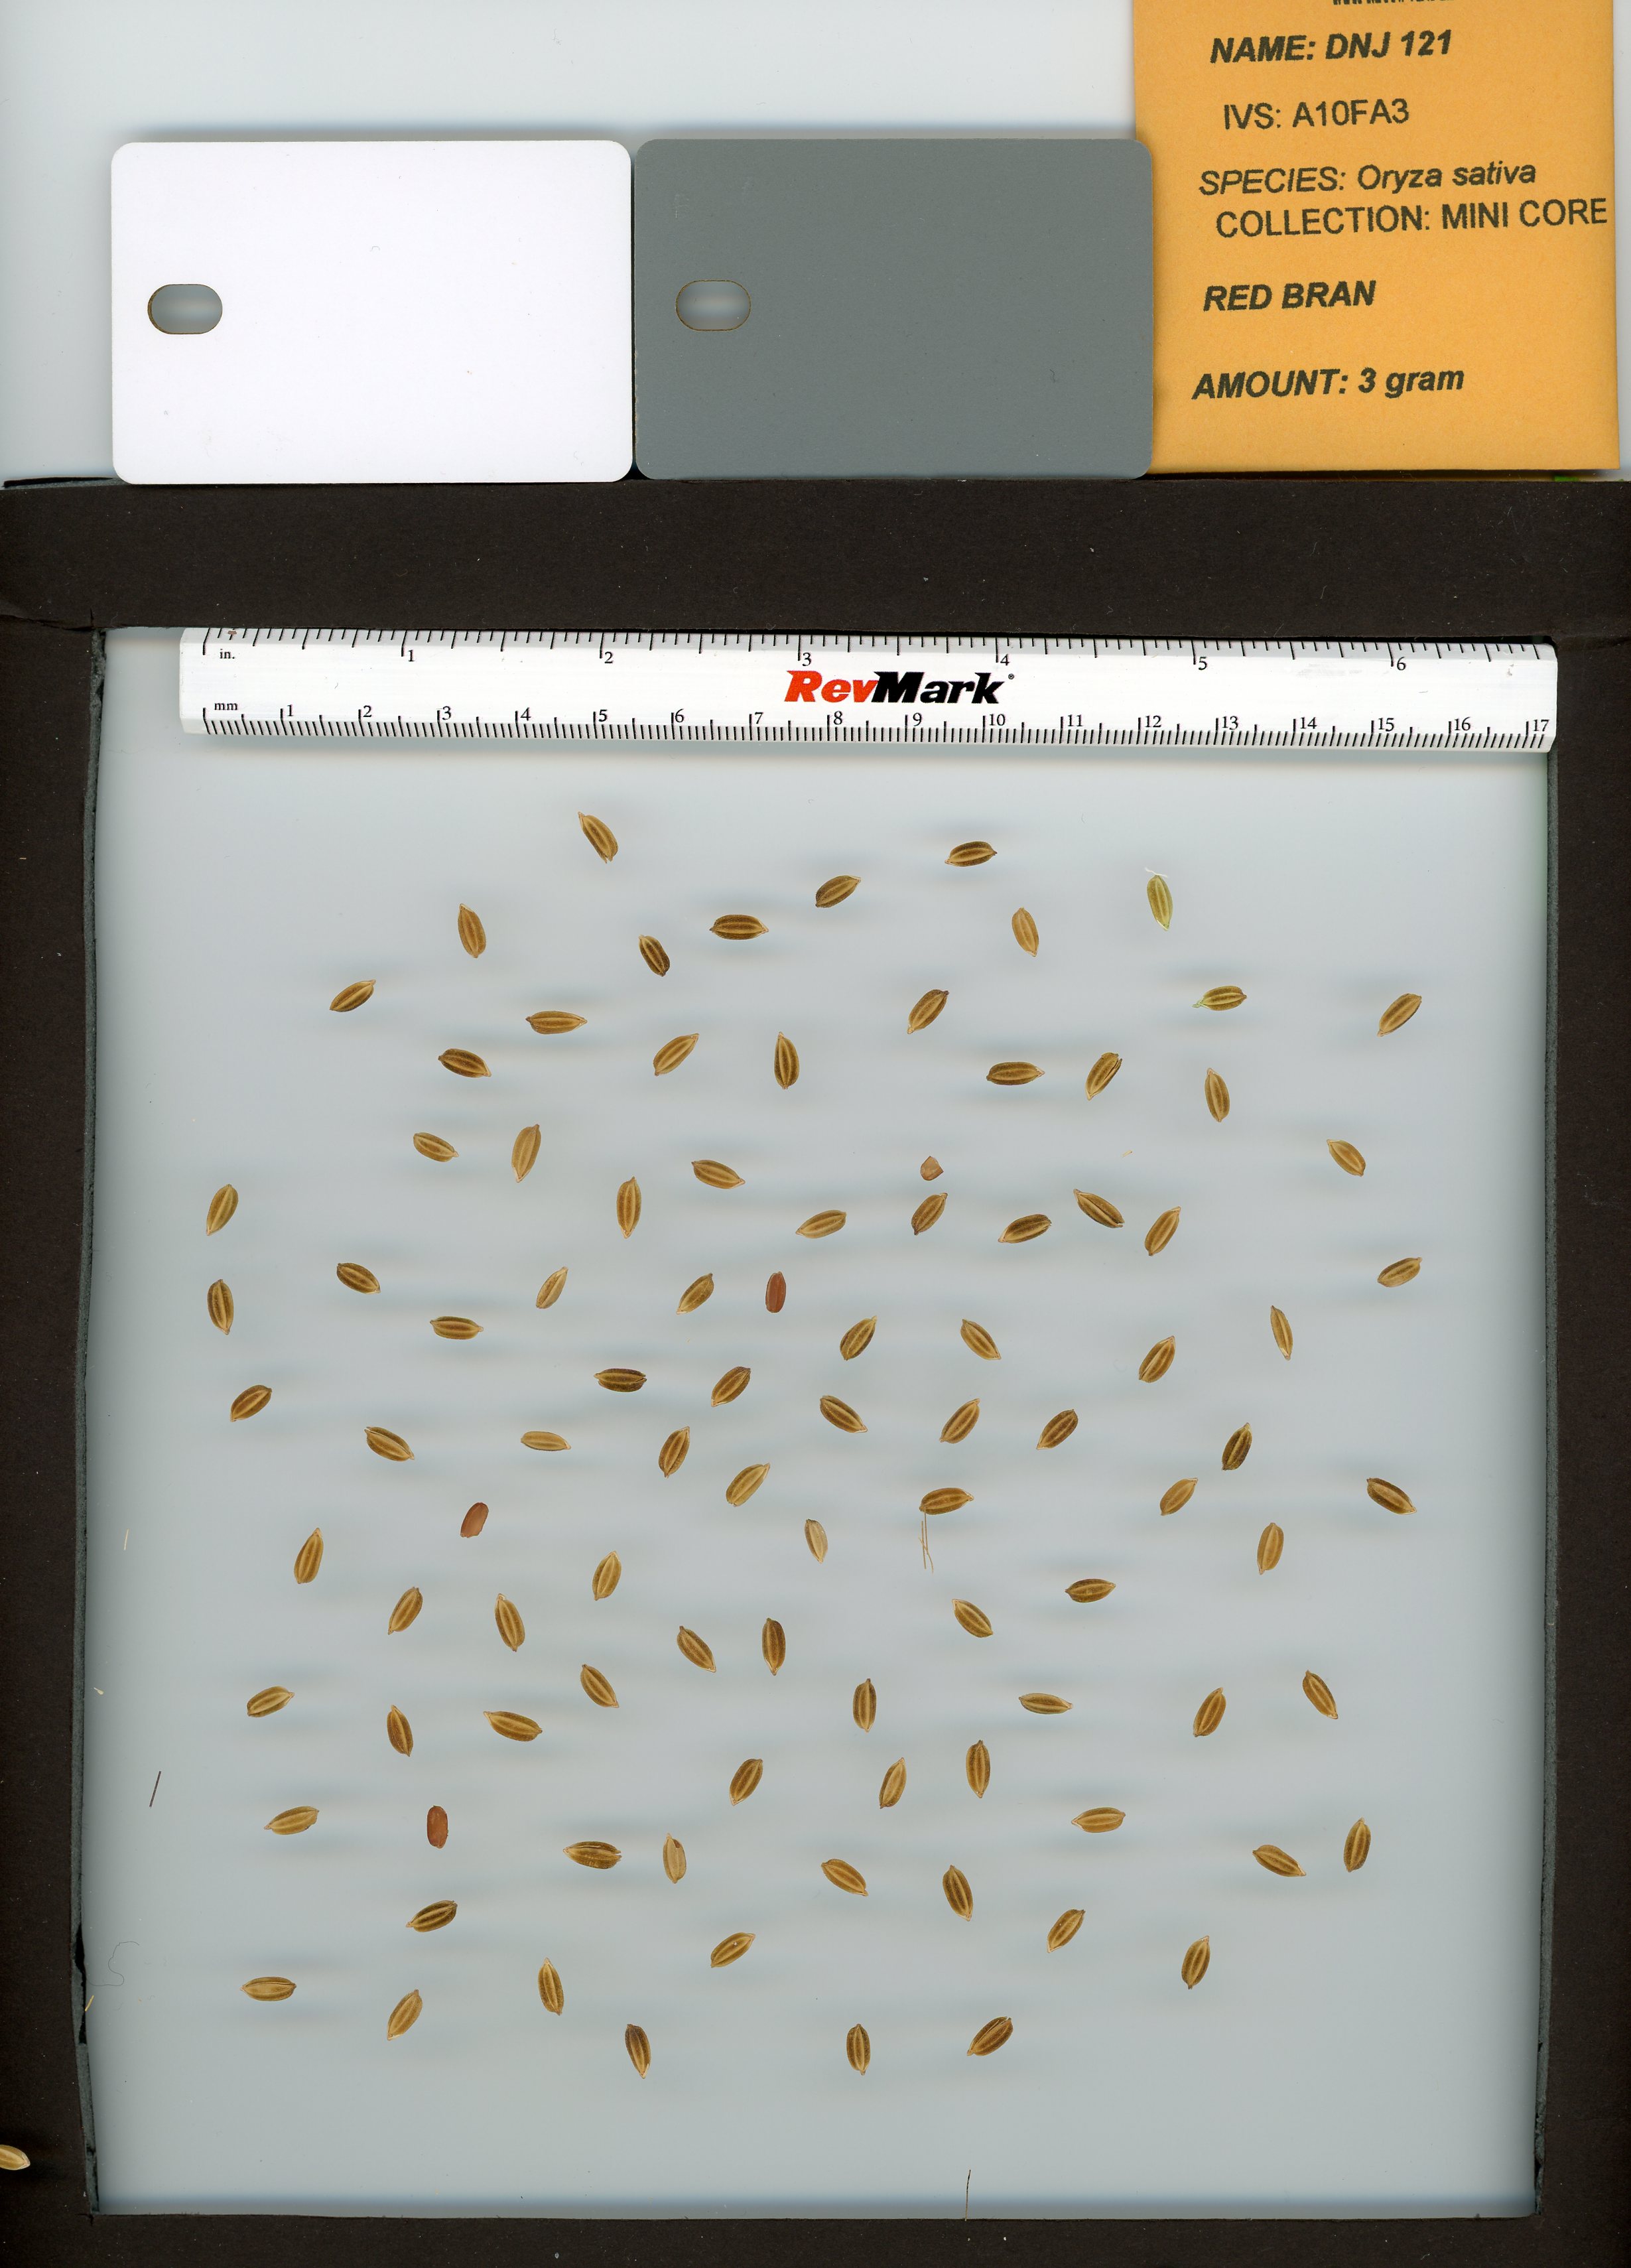 NAME: DNJ 121
IVS: A10FA3
SPECIES: Oryza sativa
COLLECTION: MINI CORE
RED BRAN
AMOUNT: 3 gram
in. 1 2 3 4 5 6
RevMark®
mm 1 2 3 4 5 6 7 8 9 10 11 12 13 14 15 16 17